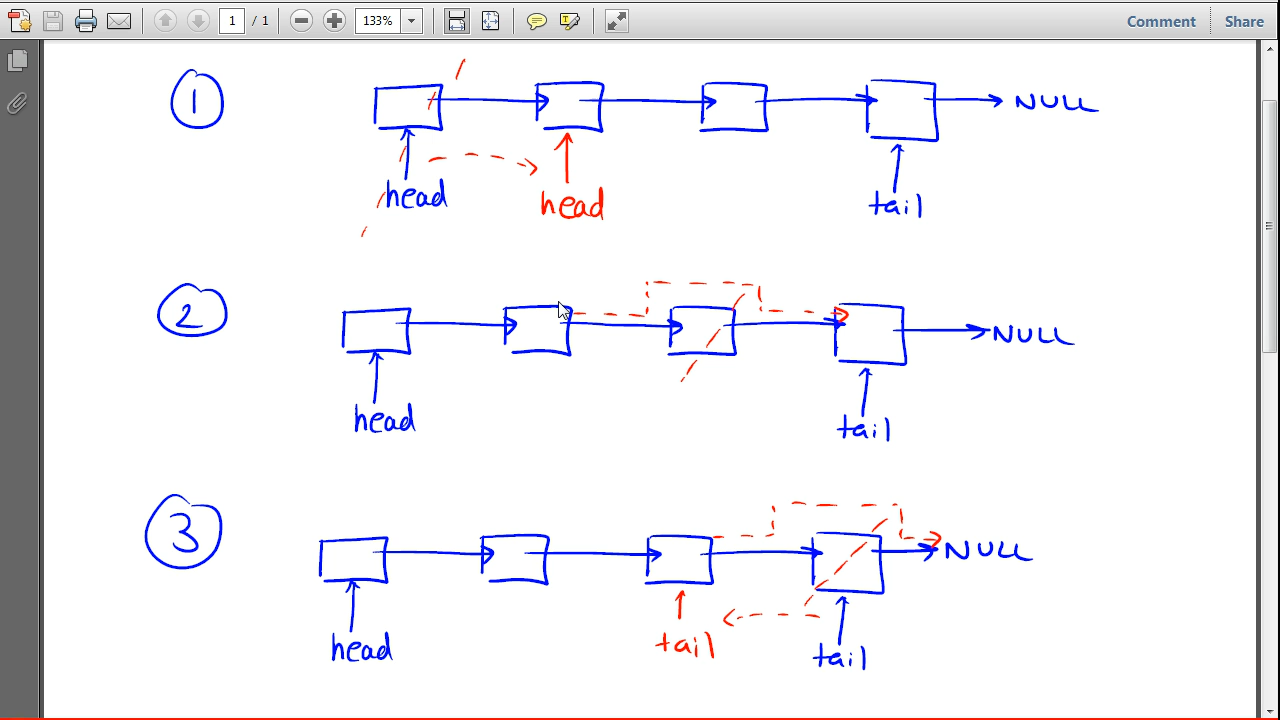 1 / 1 133% Comment Share
1
NULL
head head tail
2
NULL
head tail
3
NULL
head tail tail